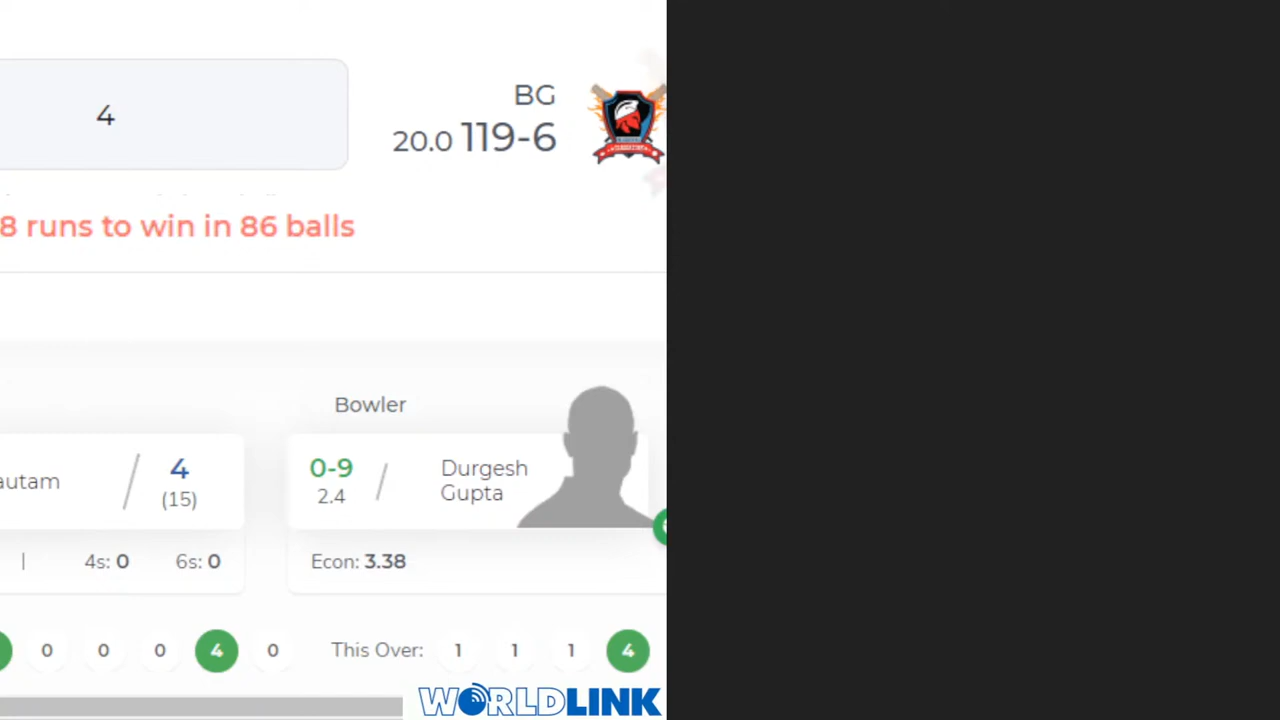 4
BG
20.0 119-6
8 runs to win in 86 balls
Bowler
autam
4
(15)
0-9
2.4
Durgesh
Gupta
| 4s: 0 6s: 0
Econ: 3.38
0 0 0 4 0 This Over: 1 1 1 4
WORLDLINK